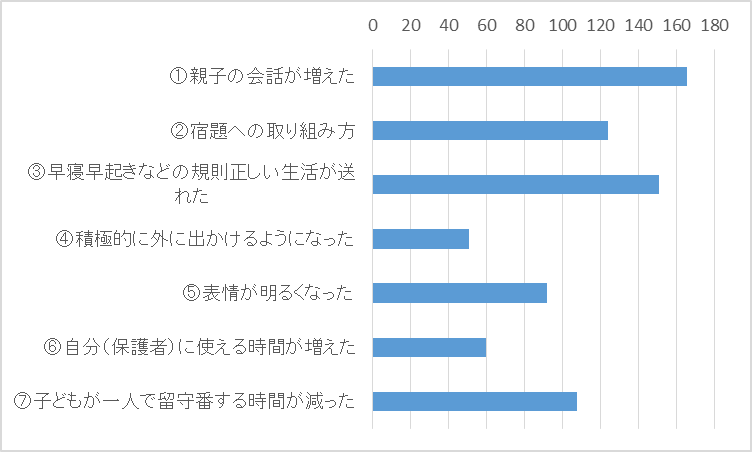 0 20 40 60 80 100 120 140 160 180
①親子の会話が増えた
②宿題への取り組み方
③早寝早起きなどの規則正しい生活が送
れた
④積極的に外に出かけるようになった
⑤表情が明るくなった
⑥自分(保護者)に使える時間が増えた
⑦子どもが一人で留守番する時間が減った